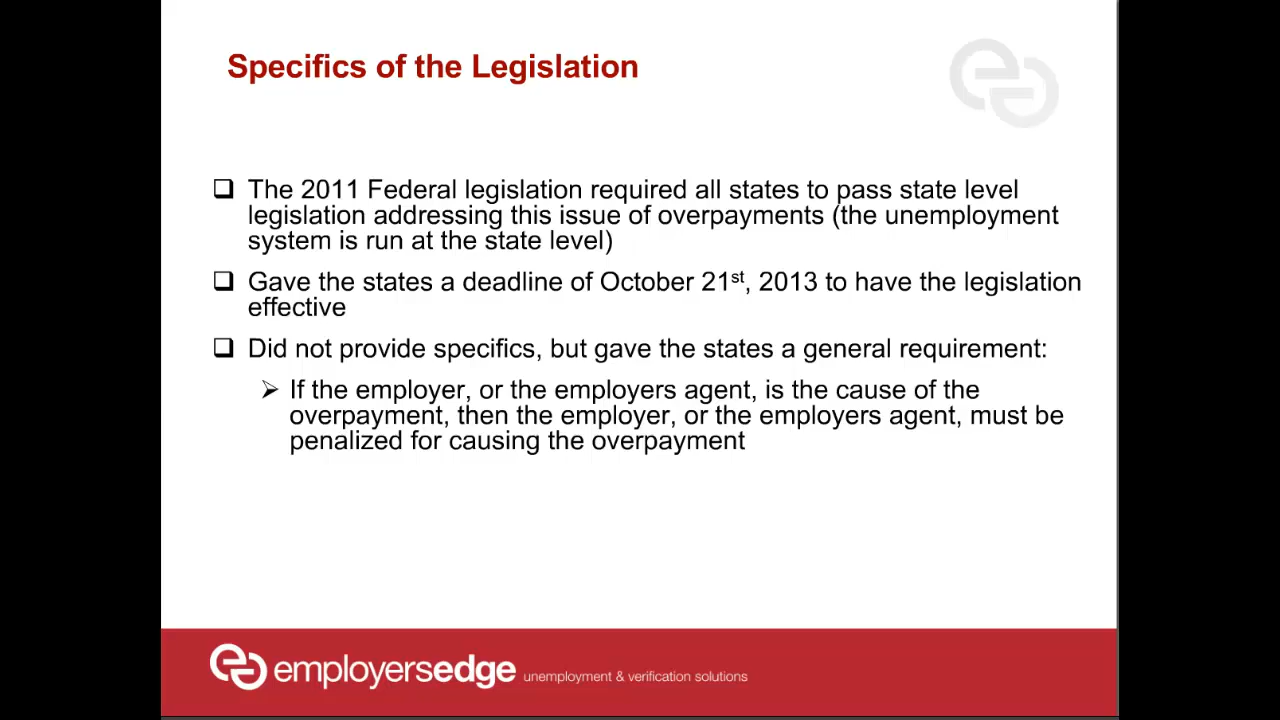 Specifics of the Legislation
❑ The 2011 Federal legislation required all states to pass state level
legislation addressing this issue of overpayments (the unemployment
system is run at the state level)
❑ Gave the states a deadline of October 21st, 2013 to have the legislation
effective
❑ Did not provide specifics, but gave the states a general requirement:
➢ If the employer, or the employers agent, is the cause of the
overpayment, then the employer, or the employers agent, must be
penalized for causing the overpayment
employersedge unemployment & verification solutions